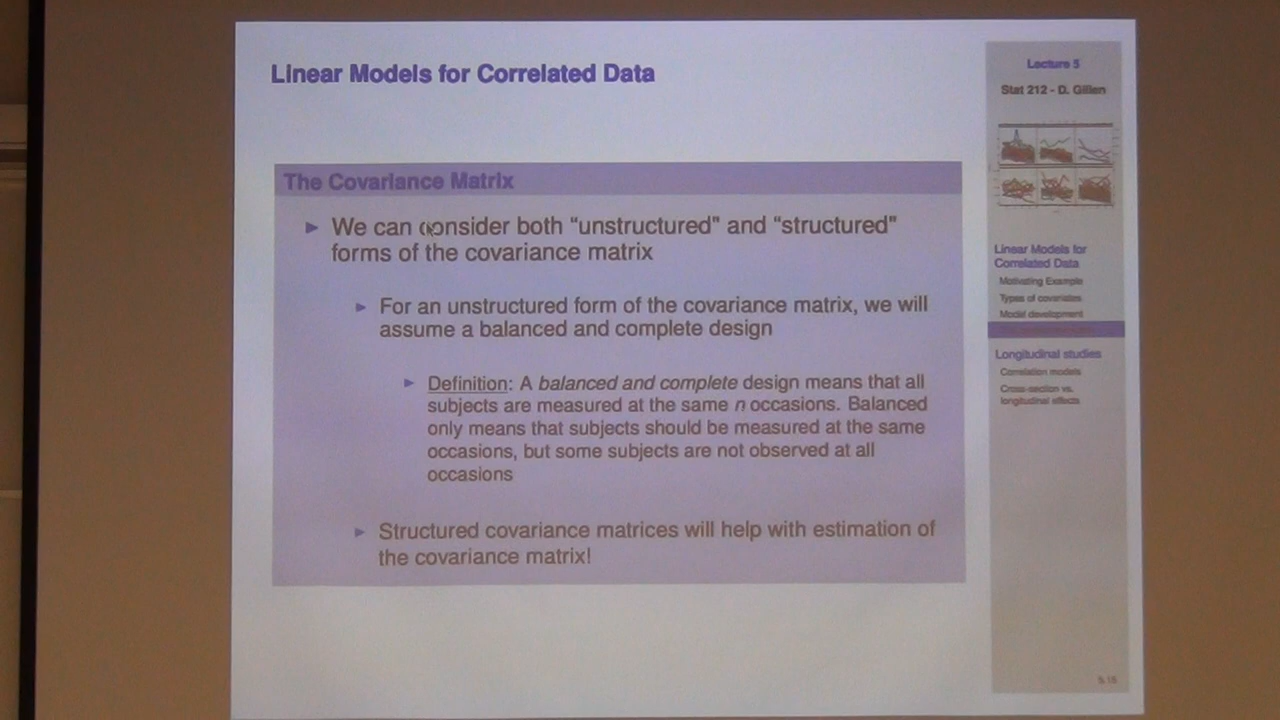 Linear Models for Correlated Data
The Covariance Matrix
We can consider both "unstructured" and "structured"
forms of the covariance matrix
For an unstructured form of the covariance matrix, we will
assume a balanced and complete design
Definition: A balanced and complete design means that all
subjects are measured at the same n occasions. Balanced
only means that subjects should be measured at the same
occasions, but some subjects are not observed at all
occasions
Structured covariance matrices will help with estimation of
the covariance matrix!
Lecture 5
Stat 212 - D. Gillen
Linear Models for
Correlated Data
Motivating Example
Types of covariates
Model development
Longitudinal studies
Correlation models
Cross-section vs.
longitudinal effects